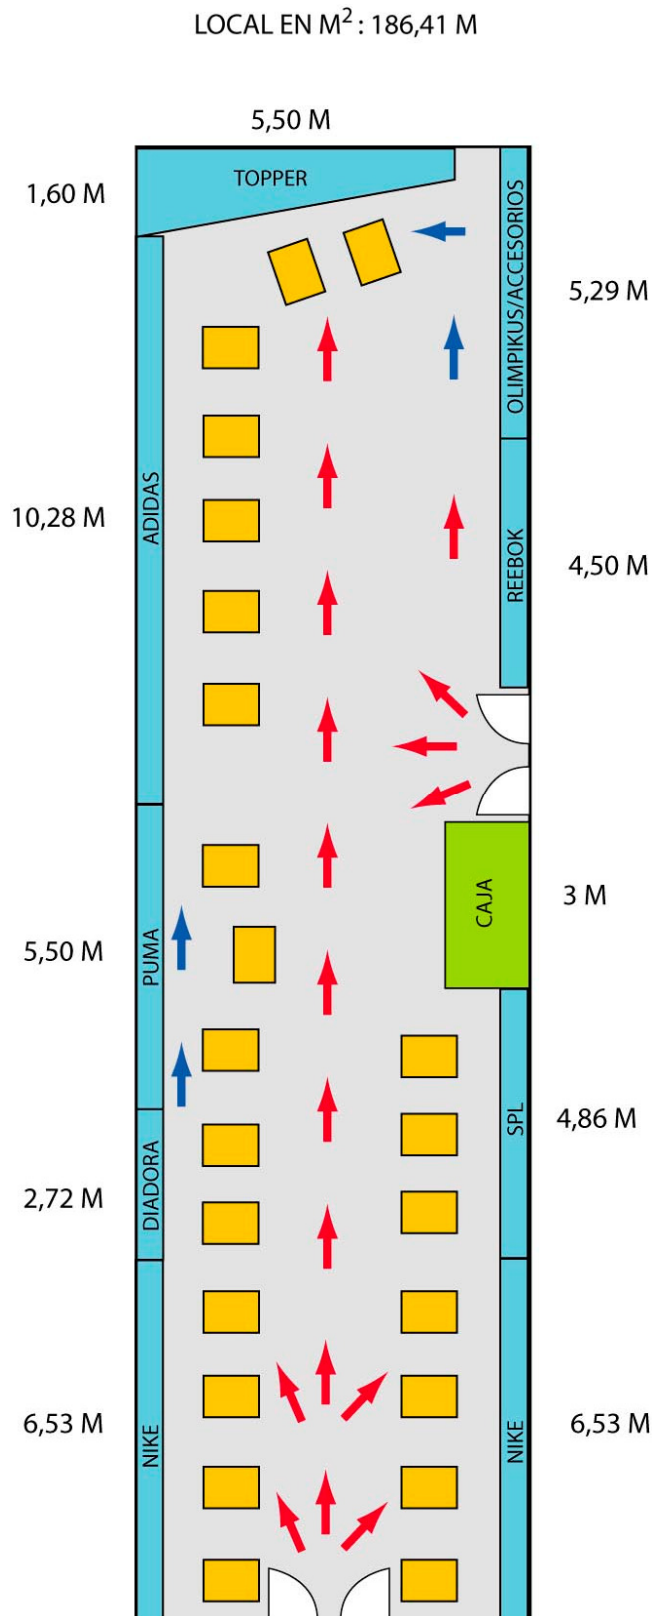 LOCAL EN M2 : 186,41 M
5,50 M
TOPPER
1,60 M
OLIMPIKUS/ACCESORIOS
5,29 M
ADIDAS
10,28 M
REEBOK
4,50 M
CAJA
3 M
PUMA
5,50 M
SPL
4,86 M
DIADORA
2,72 M
NIKE
6,53 M
NIKE
6,53 M